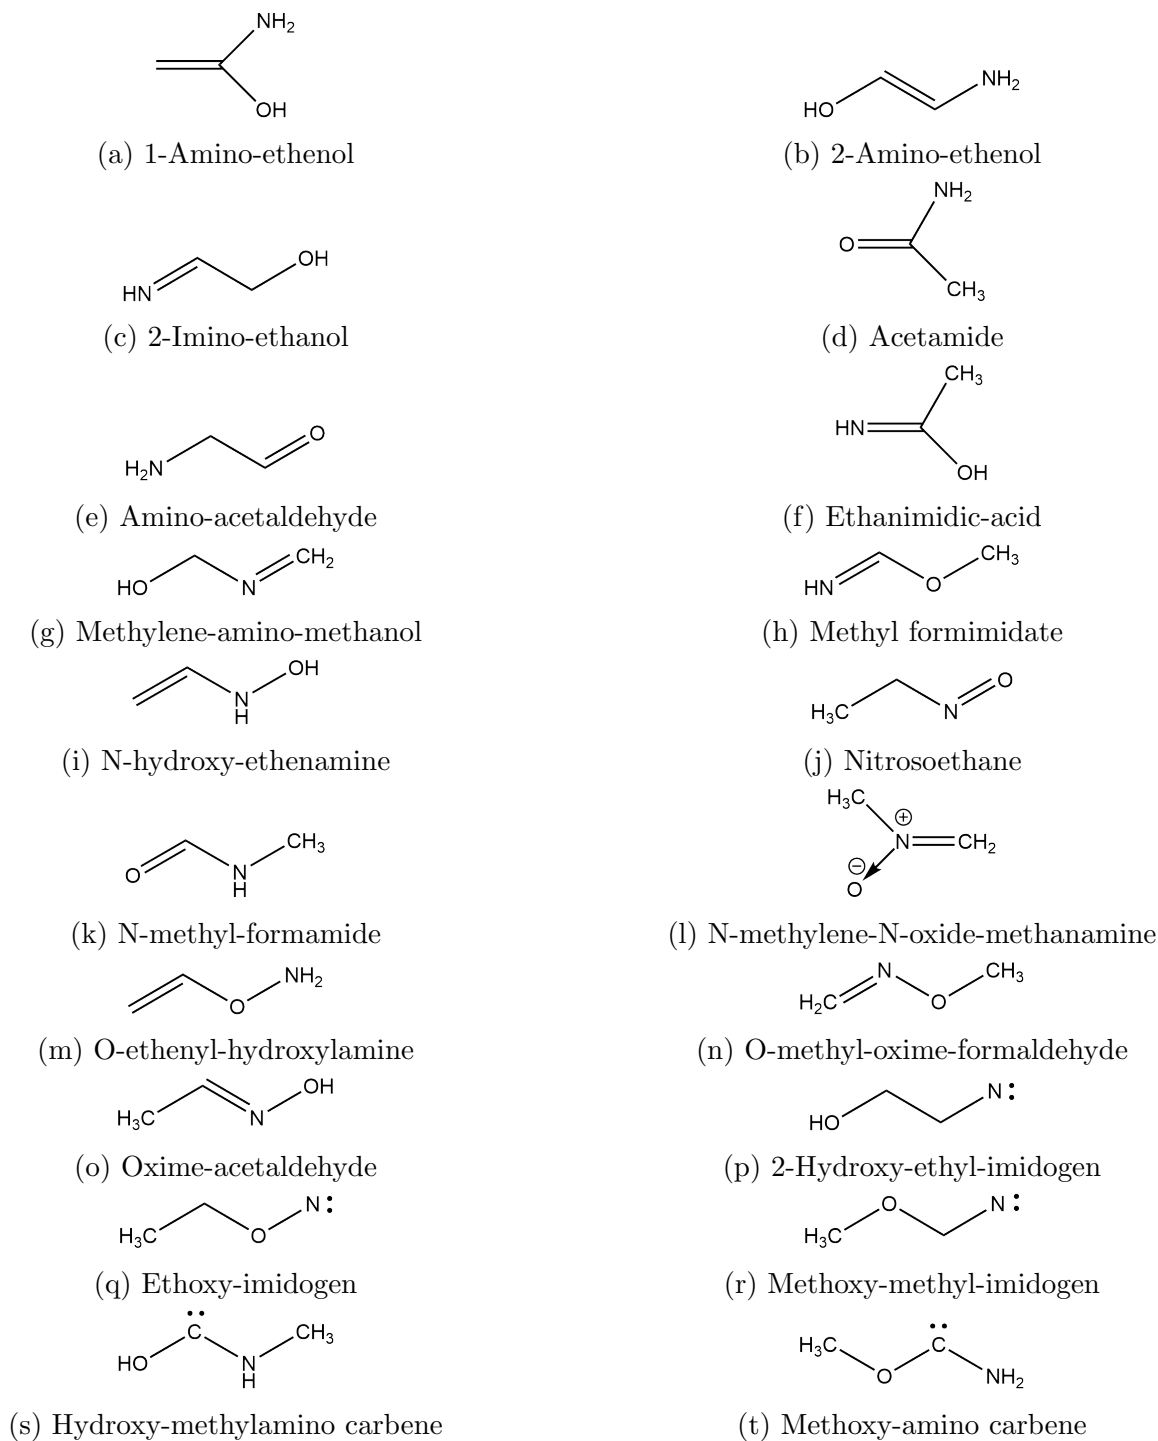 NH2
OH
(a) 1-Amino-ethenol
HO NH2
(b) 2-Amino-ethenol
HN OH
(c) 2-Imino-ethanol
NH2
O
CH3
(d) Acetamide
H2N O
(e) Amino-acetaldehyde
CH3
HN
OH
(f) Ethanimidic-acid
HO N CH2
(g) Methylene-amino-methanol
HN O CH3
(h) Methyl formimidate
OH
N
H
(i) N-hydroxy-ethenamine
H3C N O
(j) Nitrosoethane
O N CH3
H
(k) N-methyl-formamide
H3C
+
N CH2
−
O
(l) N-methylene-N-oxide-methanamine
O NH2
(m) O-ethenyl-hydroxylamine
H2C N O CH3
(n) O-methyl-oxime-formaldehyde
H3C N OH
(o) Oxime-acetaldehyde
HO N:
(p) 2-Hydroxy-ethyl-imidogen
H3C O N:
(q) Ethoxy-imidogen
H3C O N:
(r) Methoxy-methyl-imidogen
..
HO C N CH3
H
(s) Hydroxy-methylamino carbene
..
H3C O C NH2
(t) Methoxy-amino carbene